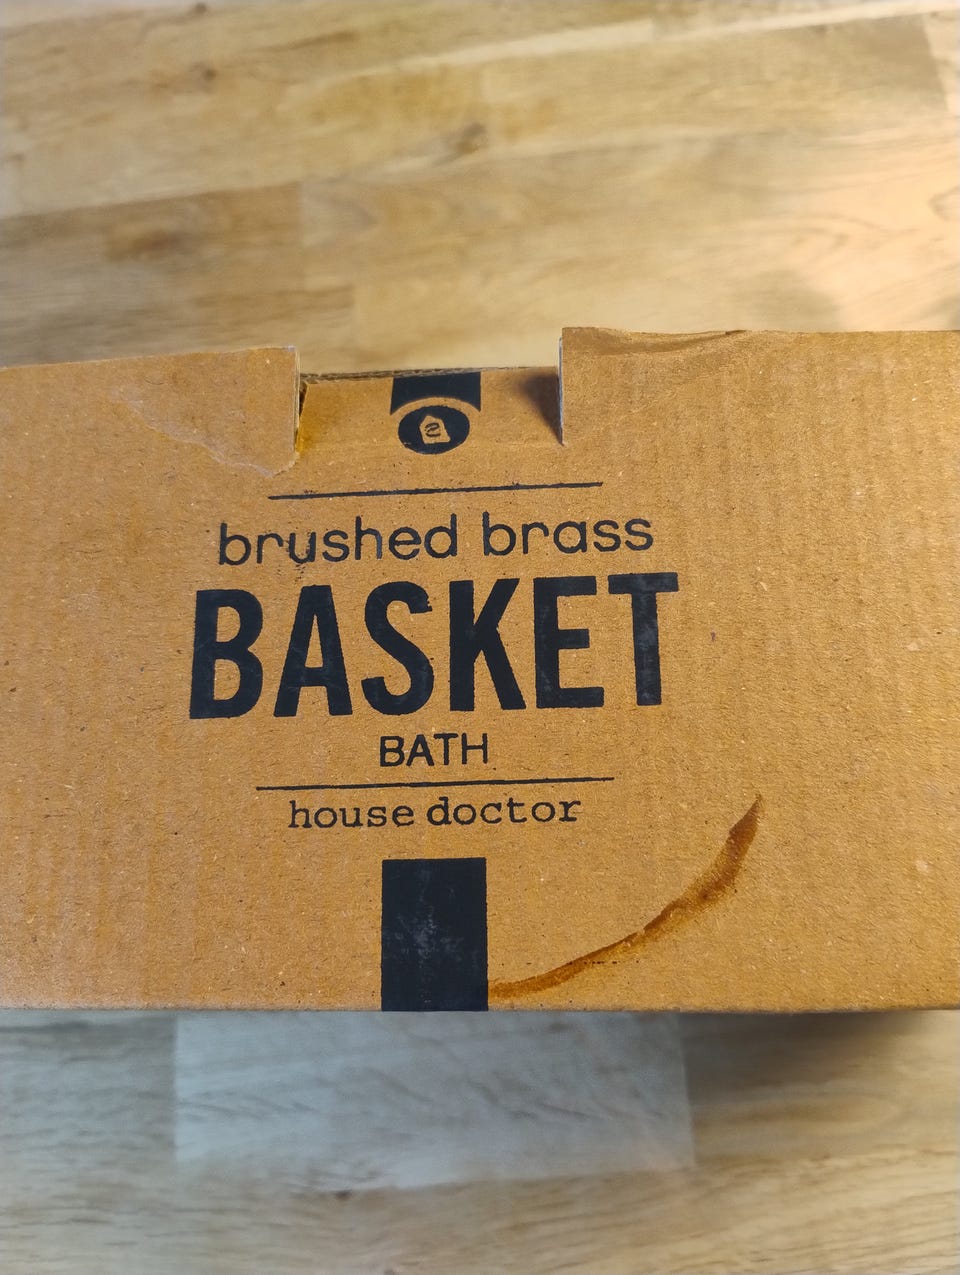 brushed brass
BASKET
BATH
house doctor